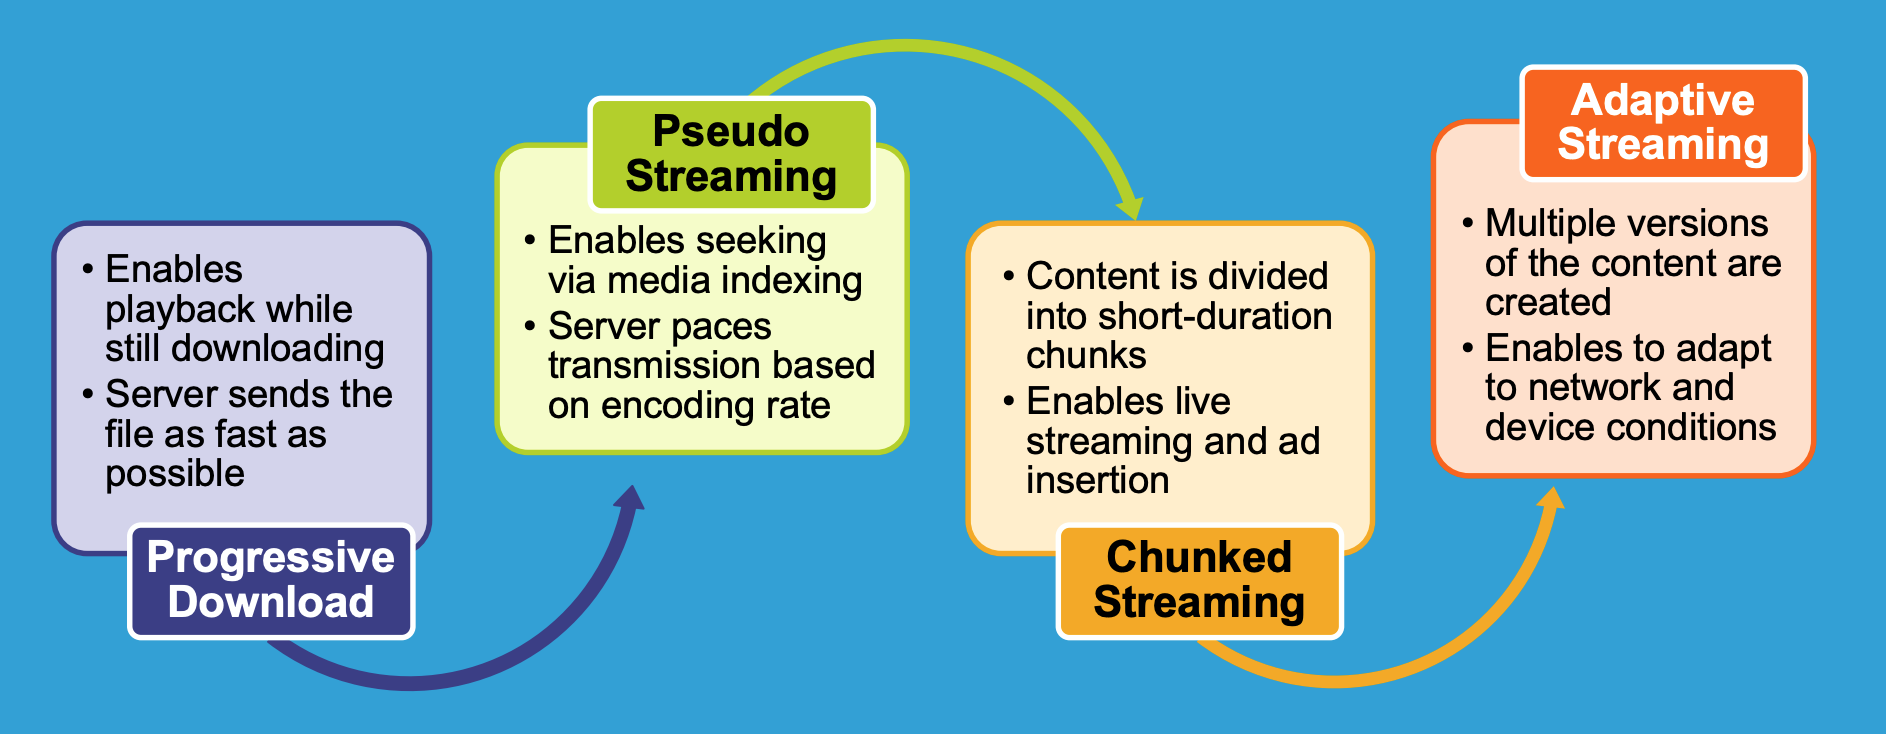 • Enables
playback while
still downloading
• Server sends the
file as fast as
possible
Progressive
Download
Pseudo
Streaming
• Enables seeking
via media indexing
• Server paces
transmission based
on encoding rate
• Content is divided
into short-duration
chunks
• Enables live
streaming and ad
insertion
Chunked
Streaming
Adaptive
Streaming
• Multiple versions
of the content are
created
• Enables to adapt
to network and
device conditions